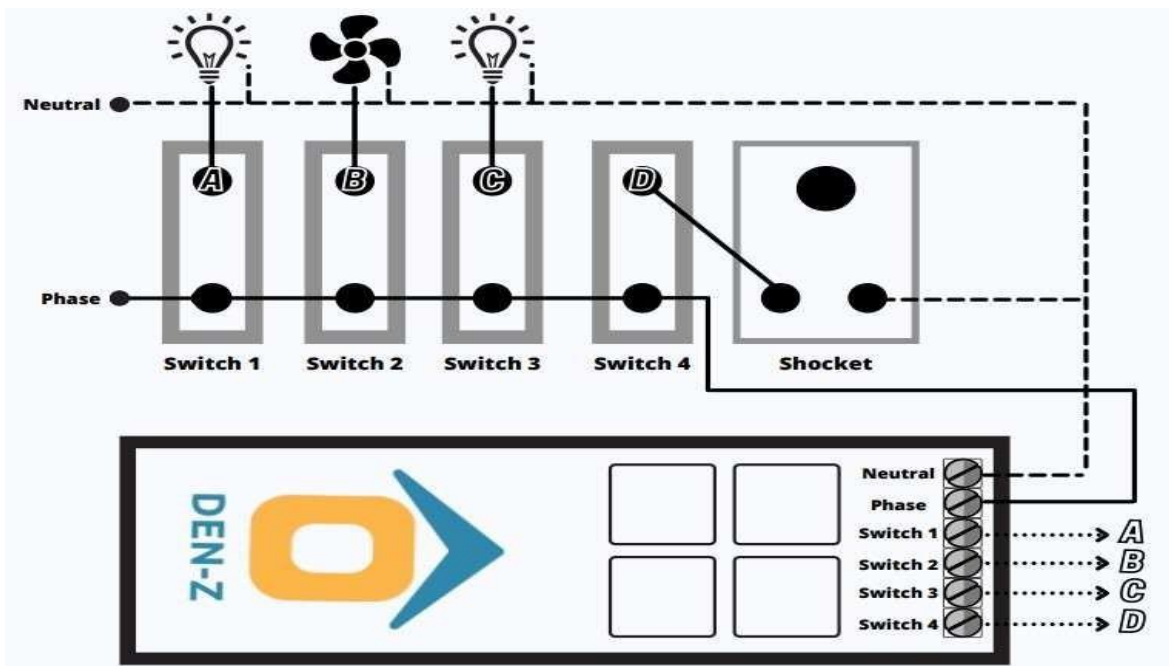 Neutral
A
B
C
D
Phase
Switch 1
Switch 2
Switch 3
Switch 4
Shocket
DEN-Z
Neutral
Phase
Switch 1
A
Switch 2
B
Switch 3
C
Switch 4
D